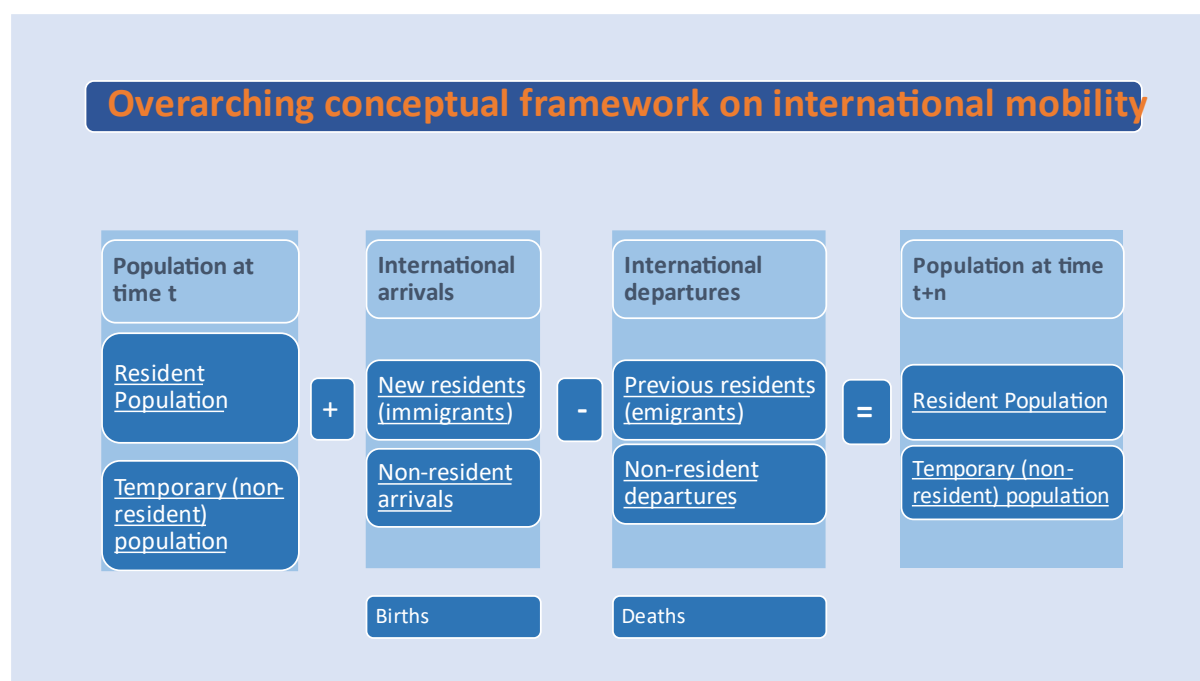 Overarching conceptual framework on international mobility
Population at
time t
Resident
Population
Temporary (non-
resident)
population
+
International
arrivals
New residents
(immigrants)
Non-resident
arrivals
Births
-
International
departures
Previous residents
(emigrants)
Non-resident
departures
Deaths
=
Population at time
t+n
Resident Population
Temporary (non-
resident) population